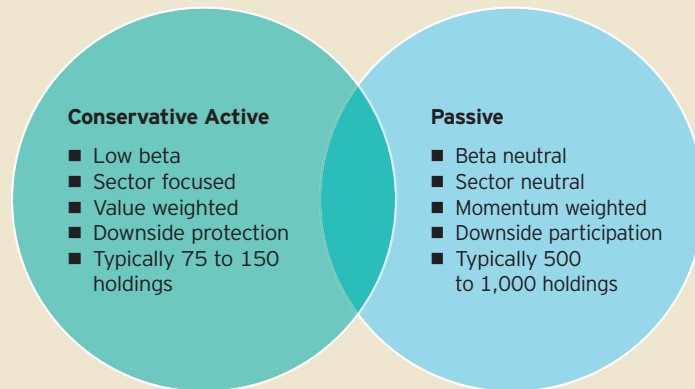 Conservative Active
■ Low beta
■ Sector focused
■ Value weighted
■ Downside protection
■ Typically 75 to 150
holdings
Passive
■ Beta neutral
■ Sector neutral
■ Momentum weighted
■ Downside participation
■ Typically 500
to 1,000 holdings